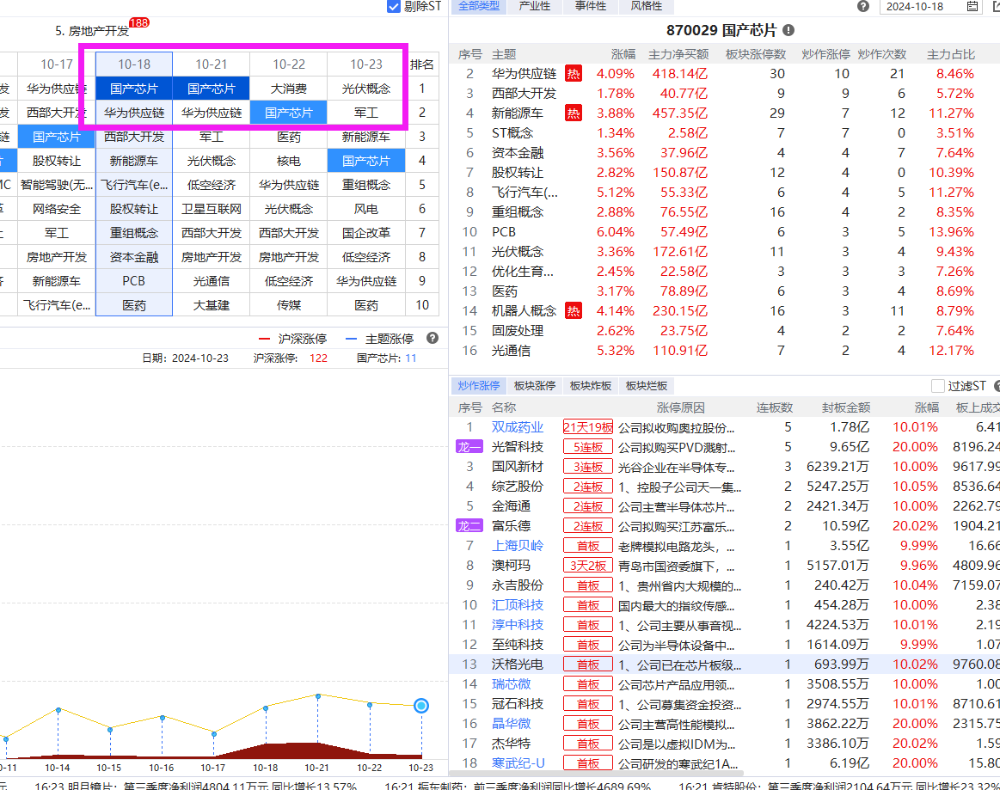 剔除ST
5. 房地产开发 188
10-17 10-18 10-21 10-22 10-23 排名
发 华为供应链 国产芯片 国产芯片 大消费 光伏概念 1
发 西部大开发 华为供应链 华为供应链 国产芯片 军工 2
链 国产芯片 西部大开发 军工 医药 新能源车 3
片 股权转让 新能源车 光伏概念 核电 国产芯片 4
MC 智能驾驶(无... 飞行汽车(e... 低空经济 华为供应链 重组概念 5
网络安全 股权转让 卫星互联网 光伏概念 风电 6
军工 重组概念 西部大开发 西部大开发 国企改革 7
房地产开发 资本金融 房地产开发 房地产开发 低空经济 8
新能源车 PCB 光通信 低空经济 华为供应链 9
飞行汽车(e... 医药 大基建 传媒 医药 10
沪深涨停 主题涨停
日期: 2024-10-23 沪深涨停: 122 国产芯片: 11
0-11 10-14 10-15 10-16 10-17 10-18 10-21 10-22 10-23
全部类型 产业性 事件性 风格性 2024-10-18
870029 国产芯片
序号 主题 涨幅 主力净买额 板块涨停数 炒作涨停 炒作次数 主力占比
2 华为供应链 热 4.09% 418.14亿 30 10 21 8.46%
3 西部大开发 1.78% 40.77亿 9 9 6 5.72%
4 新能源车 热 3.88% 457.35亿 29 7 12 11.27%
5 ST概念 1.34% 2.58亿 7 7 0 3.51%
6 资本金融 3.56% 37.96亿 4 4 7 7.64%
7 股权转让 2.82% 150.87亿 12 4 0 10.39%
8 飞行汽车(... 5.12% 55.33亿 6 4 5 11.27%
9 重组概念 2.88% 76.55亿 16 4 2 8.35%
10 PCB 6.04% 57.49亿 6 3 5 13.96%
11 光伏概念 3.36% 172.61亿 11 3 4 9.43%
12 优化生育... 2.45% 22.58亿 3 3 3 7.26%
13 医药 3.17% 78.89亿 6 3 4 8.69%
14 机器人概念 热 4.14% 230.15亿 16 3 11 8.79%
15 固废处理 2.62% 23.75亿 4 2 2 7.64%
16 光通信 5.32% 110.91亿 7 2 4 12.17%
炒作涨停 板块涨停 板块炸板 板块烂板 过滤ST
序号 名称 涨停原因 连板数 封板金额 涨幅 板上成交
1 双成药业 21天19板 公司拟收购奥拉股份... 5 1.78亿 10.01% 6.41
龙一 光智科技 5连板 公司拟购买PVD溅射... 5 9.65亿 20.00% 8196.24
3 国风新材 3连板 光谷企业在半导体专... 3 6239.21万 10.00% 9617.99
4 综艺股份 2连板 1、控股子公司天一集... 2 5247.25万 10.05% 8536.64
5 金海通 2连板 公司主营半导体芯片... 2 2421.34万 10.00% 2262.79
龙二 富乐德 2连板 公司拟购买江苏富乐... 2 10.59亿 20.02% 1904.21
7 上海贝岭 首板 老牌模拟电路龙头，... 1 3.55亿 9.99% 16.66
8 澳柯玛 3天2板 青岛市国资委旗下，... 1 5157.01万 9.96% 4809.96
9 永吉股份 首板 1、贵州省内大规模的... 1 240.42万 10.04% 7159.07
10 汇顶科技 首板 国内最大的指纹传感... 1 454.28万 10.00% 2.38
11 淳中科技 首板 1、公司主要从事音视... 1 4224.53万 10.01% 2.19
12 至纯科技 首板 公司为半导体设备中... 1 1614.09万 9.99% 1.07
13 沃格光电 首板 1、公司已在芯片板级... 1 693.99万 10.02% 9760.08
14 瑞芯微 首板 公司芯片产品应用领... 1 3508.55万 10.00% 1.00
15 冠石科技 首板 1、公司募集资金投资... 1 2974.55万 10.01% 8710.61
16 晶华微 首板 公司主营高性能模拟... 1 3862.22万 20.00% 2315.75
17 杰华特 首板 公司是以虚拟IDM为... 1 3386.10万 20.02% 1.59
18 寒武纪-U 首板 公司研发的寒武纪1A... 1 6.19亿 20.00% 15.80
元 16:23 明月镜片：第三季度净利润4804.11万元 同比增长13.57% 16:21 振东制药：前三季度净利润同比增长4689.69% 16:21 肯特股份：第三季度净利润2104.64万元 同比增长23.32%